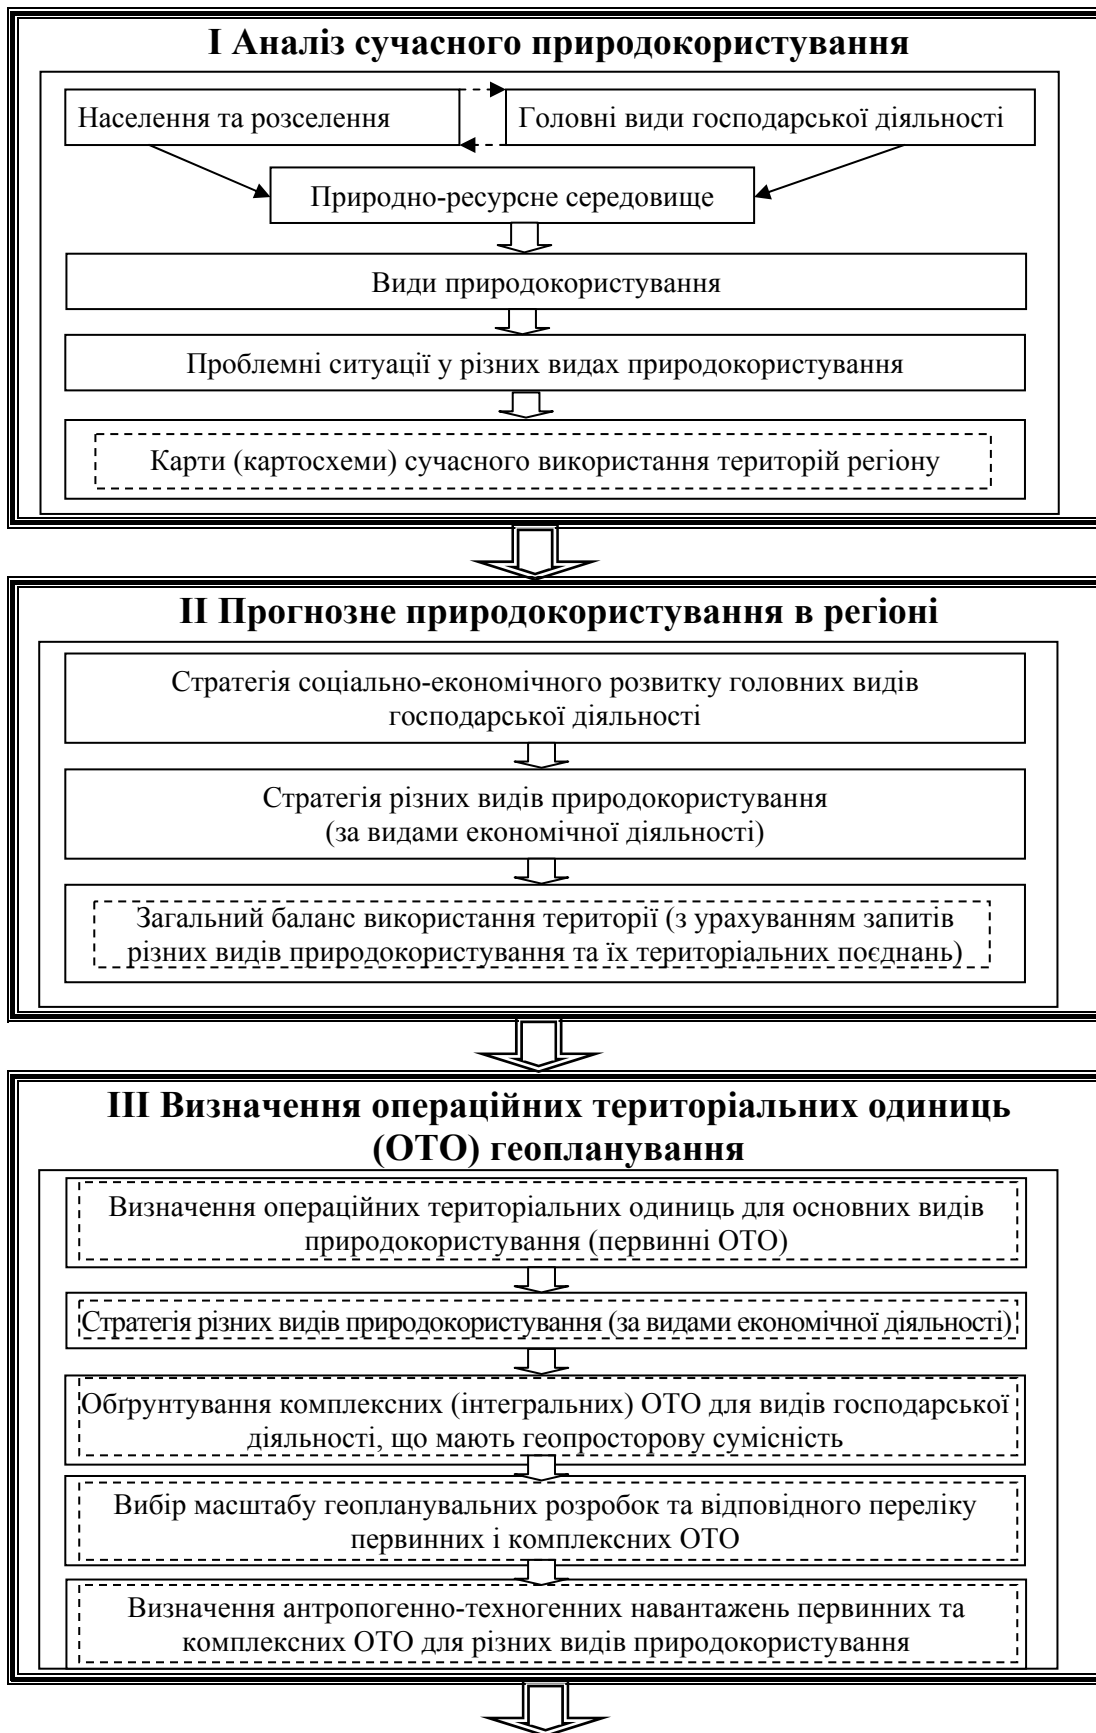 I Аналіз сучасного природокористування
Населення та розселення
Головні види господарської діяльності
Природно-ресурсне середовище
Види природокористування
Проблемні ситуації у різних видах природокористування
Карти (картосхеми) сучасного використання територій регіону
II Прогнозне природокористування в регіоні
Стратегія соціально-економічного розвитку головних видів
господарської діяльності
Стратегія різних видів природокористування
(за видами економічної діяльності)
Загальний баланс використання території (з урахуванням запитів
різних видів природокористування та їх територіальних поєднань)
III Визначення операційних територіальних одиниць
(ОТО) геопланування
Визначення операційних територіальних одиниць для основних видів
природокористування (первинні ОТО)
Стратегія різних видів природокористування (за видами економічної діяльності)
Обґрунтування комплексних (інтегральних) ОТО для видів господарської
діяльності, що мають геопросторову сумісність
Вибір масштабу геопланувальних розробок та відповідного переліку
первинних і комплексних ОТО
Визначення антропогенно-техногенних навантажень первинних та
комплексних ОТО для різних видів природокористування